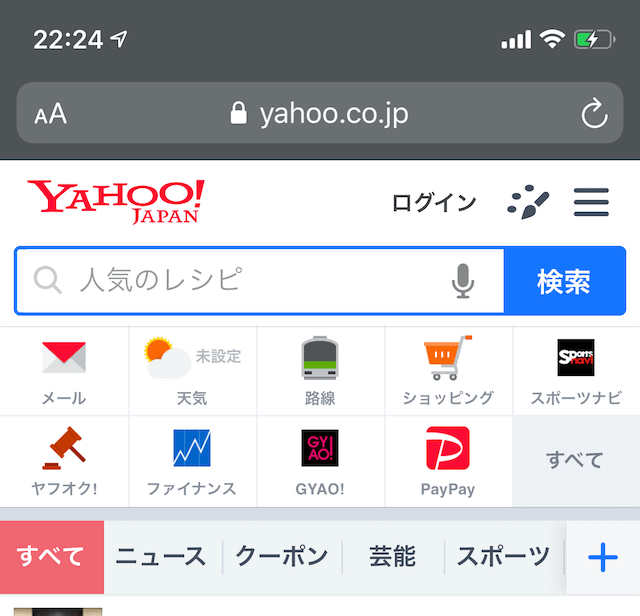 22:24
AA yahoo.co.jp
YAHOO! JAPAN ログイン
人気のレシピ 検索
未設定 Sports navi
メール 天気 路線 ショッピング スポーツナビ
GYAO! すべて
ヤフオク! ファイナンス GYAO! PayPay
すべて ニュース クーポン 芸能 スポーツ